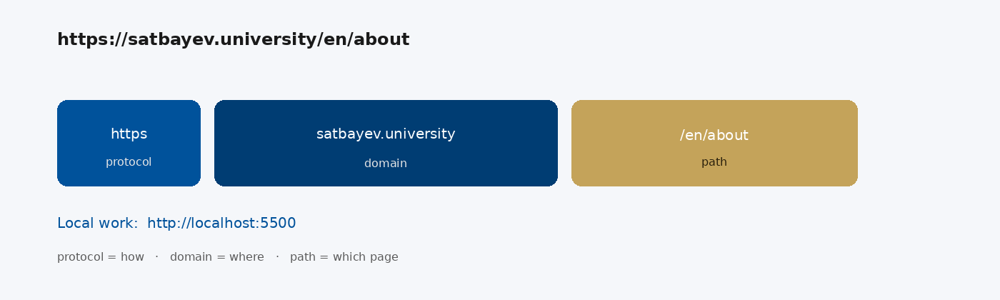 https://satbayev.university/en/about
https
satbayev.university
/en/about
protocol
domain
path
Local work:  http://localhost:5500
protocol = how   ·   domain = where   ·   path = which page